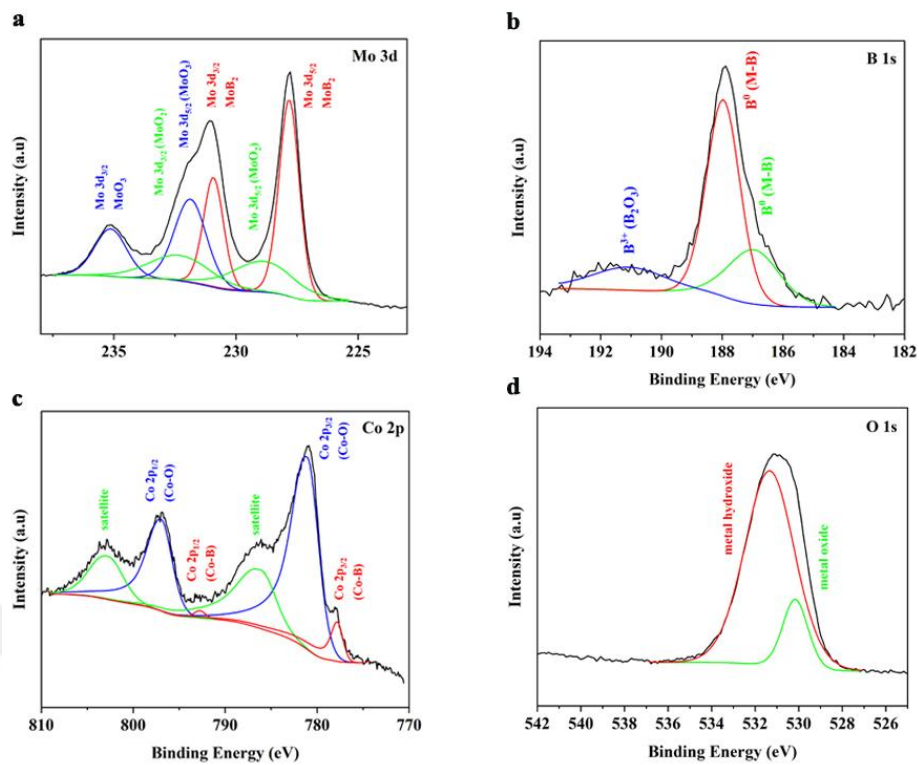 a
Mo 3d
Mo 3d3/2
MoO3
Mo 3d3/2 (MoO2)
Mo 3d5/2 (MoO3)
Mo 3d3/2
MoB2
Mo 3d5/2 (MoO2)
Mo 3d5/2
MoB2
Intensity (a.u)
235
230
225
b
B 1s
B3+ (B2O3)
B0 (M-B)
B0 (M-B)
Intensity (a.u)
194
192
190
188
186
184
182
Binding Energy (eV)
c
Co 2p
satellite
Co 2p1/2
(Co-O)
Co 2p1/2
(Co-B)
satellite
Co 2p3/2
(Co-O)
Co 2p3/2
(Co-B)
Intensity (a.u)
810
800
790
780
770
Binding Energy (eV)
d
O 1s
metal hydroxide
metal oxide
Intensity (a.u)
542
540
538
536
534
532
530
528
526
Binding Energy (eV)